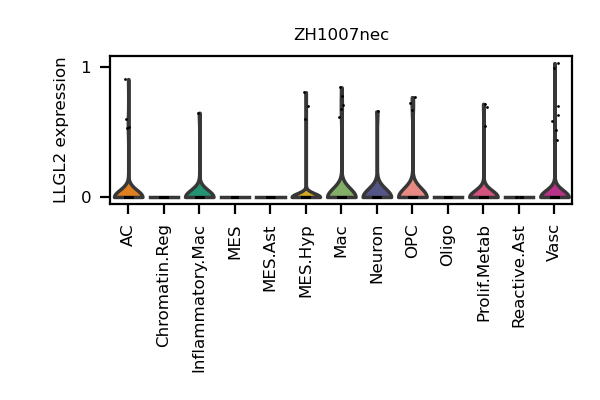 ZH1007nec
LLGL2 expression
1
0
AC
Chromatin.Reg
Inflammatory.Mac
MES
MES.Ast
MES.Hyp
Mac
Neuron
OPC
Oligo
Prolif.Metab
Reactive.Ast
Vasc